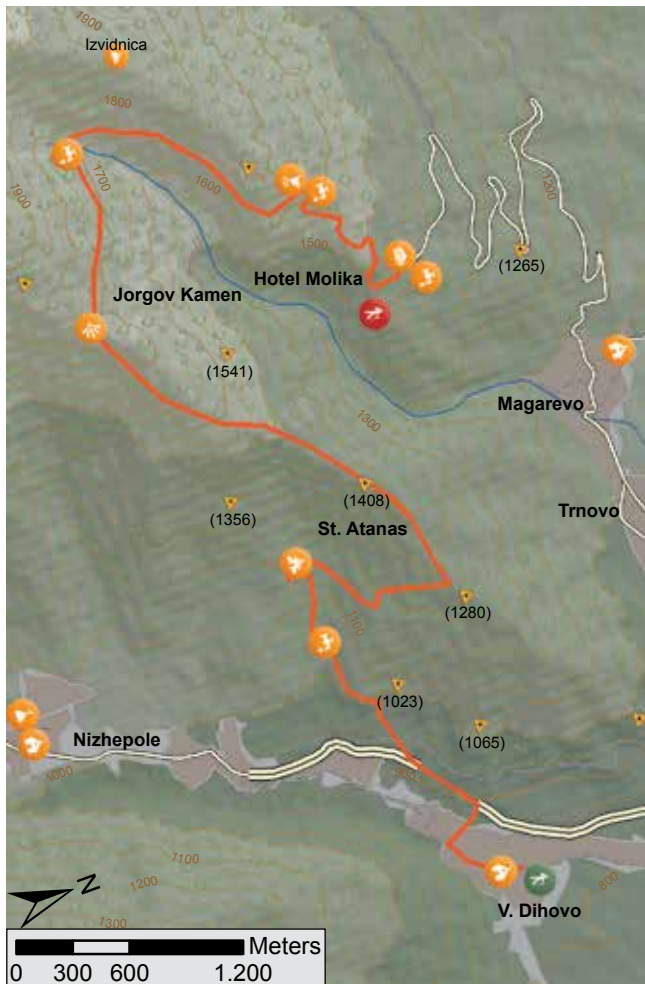 1900
Izvidnica
1800
1700
1600
1900
1200
1500
Hotel Molika
(1265)
Jorgov Kamen
(1541)
1300
Magarevo
(1408)
(1356)
St. Atanas
Trnovo
(1280)
1100
(1023)
(1065)
Nizhepole
1000
1100
1200
1300
800
V. Dihovo
N
Meters
0 300 600 1.200